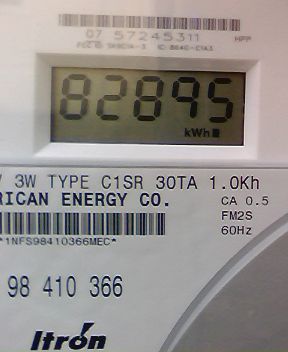 07 57245311
HPP
82895
kWh
3W TYPE C1SR 30TA 1.0Kh
RICAN ENERGY CO.
CA 0.5
FM2S
60Hz
*1NFS98410366MEC*
98 410 366
Itron